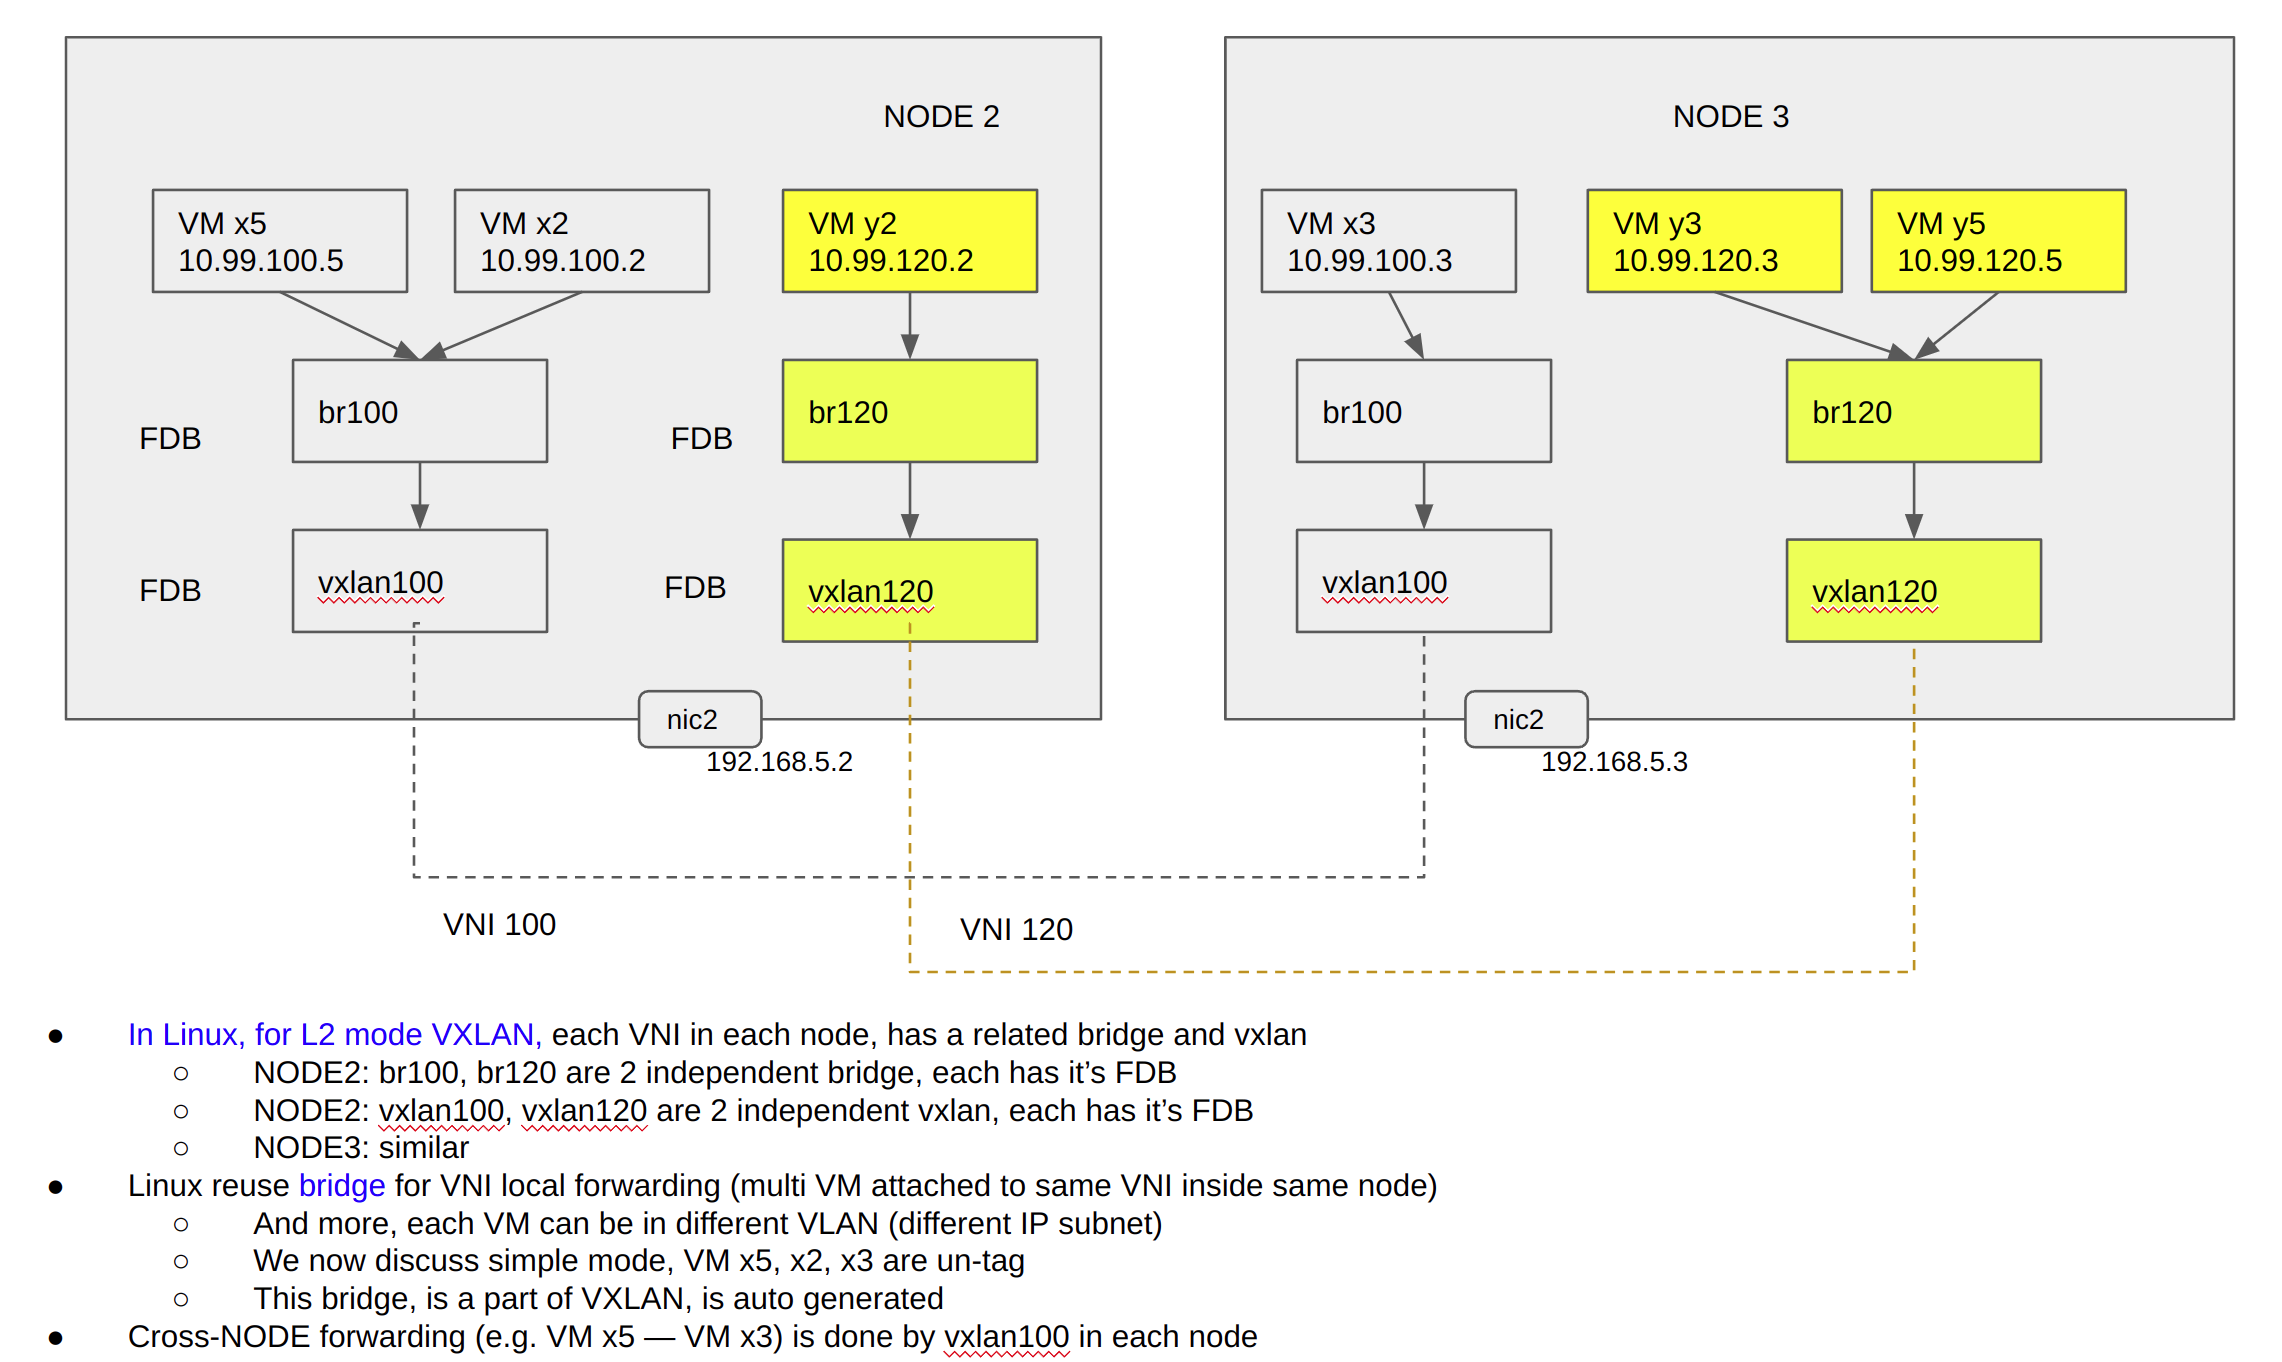 NODE 2
NODE 3
VM x5
10.99.100.5
VM x2
10.99.100.2
VM y2
10.99.120.2
VM x3
10.99.100.3
VM y3
10.99.120.3
VM y5
10.99.120.5
FDB
br100
FDB
br120
br100
br120
FDB
vxlan100
FDB
vxlan120
vxlan100
vxlan120
nic2
192.168.5.2
nic2
192.168.5.3
VNI 100
VNI 120
● In Linux, for L2 mode VXLAN, each VNI in each node, has a related bridge and vxlan
○ NODE2: br100, br120 are 2 independent bridge, each has it’s FDB
○ NODE2: vxlan100, vxlan120 are 2 independent vxlan, each has it’s FDB
○ NODE3: similar
● Linux reuse bridge for VNI local forwarding (multi VM attached to same VNI inside same node)
○ And more, each VM can be in different VLAN (different IP subnet)
○ We now discuss simple mode, VM x5, x2, x3 are un-tag
○ This bridge, is a part of VXLAN, is auto generated
● Cross-NODE forwarding (e.g. VM x5 — VM x3) is done by vxlan100 in each node